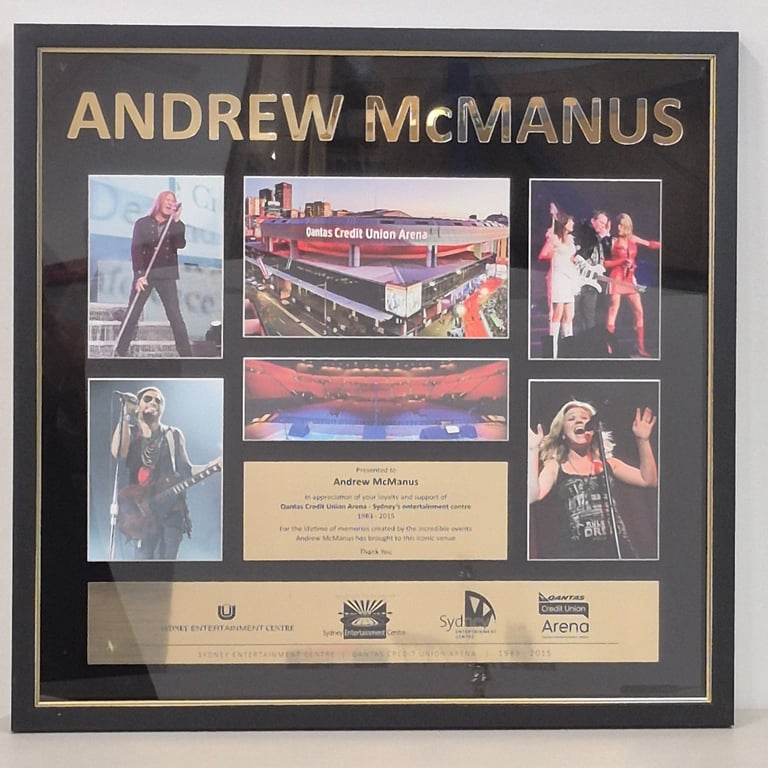 ANDREW McMANUS
Qantas Credit Union Arena
Presented to
Andrew McManus
In appreciation of your loyalty and support of
Qantas Credit Union Arena - Sydney's entertainment centre
1983 - 2015
For the lifetime of memories created by the incredible events
Andrew McManus has brought to this iconic venue
Thank You
SYDNEY ENTERTAINMENT CENTRE
Sydney Entertainment Centre
Sydney
ENTERTAINMENT
CENTRE
QANTAS
Credit Union
Arena
SYDNEY ENTERTAINMENT CENTRE | QANTAS CREDIT UNION ARENA | 1983 - 2015